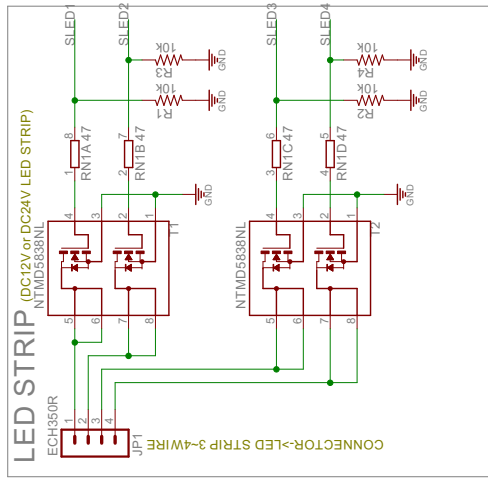 SLED1
SLED2
SLED3
SLED4
R3
10k
GND
R1
10k
GND
R4
10k
GND
R2
10k
GND
8
RN1A 47
1
7
RN1B 47
2
6
RN1C 47
3
5
RN1D 47
4
GND
GND
4
3
2
1
T1
NTMD5838NL
5
6
7
8
4
3
2
1
T2
NTMD5838NL
5
6
7
8
LED STRIP (DC12V or DC24V LED STRIP)
ECH350R
1
2
3
4
JP1
CONNECTOR->LED STRIP 3~4WIRE